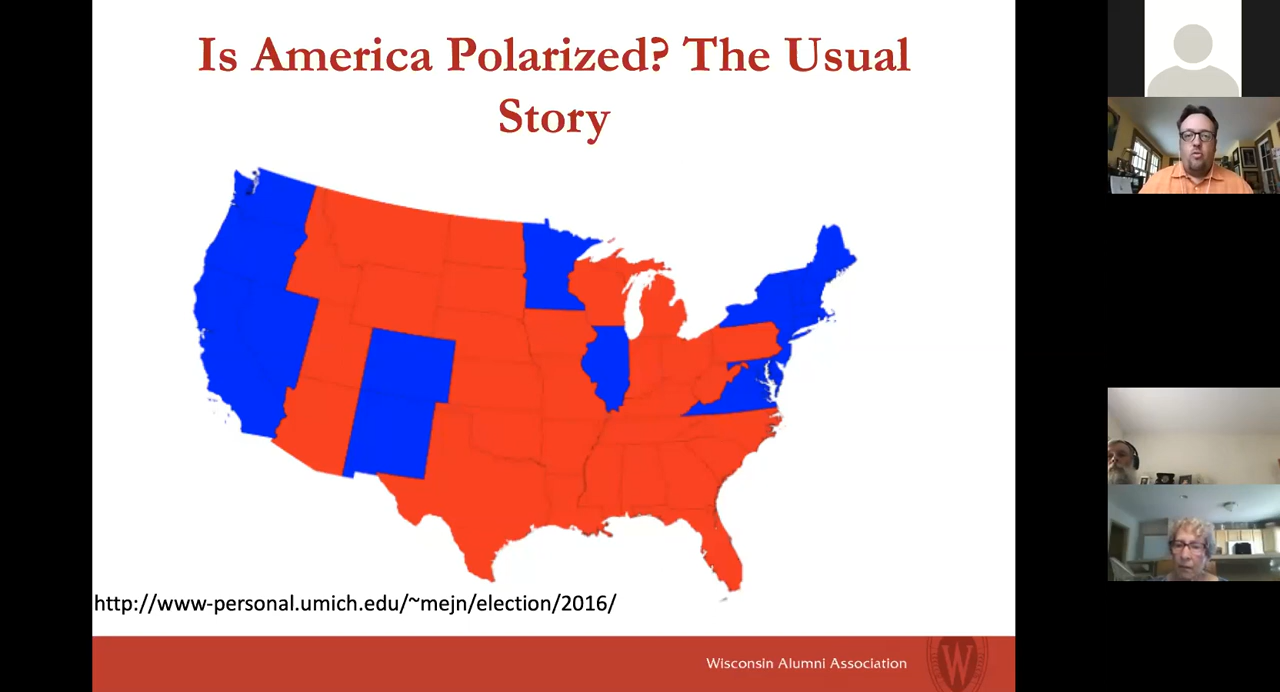 Is America Polarized? The Usual
Story
http://www-personal.umich.edu/~mejn/election/2016/
Wisconsin Alumni Association
W